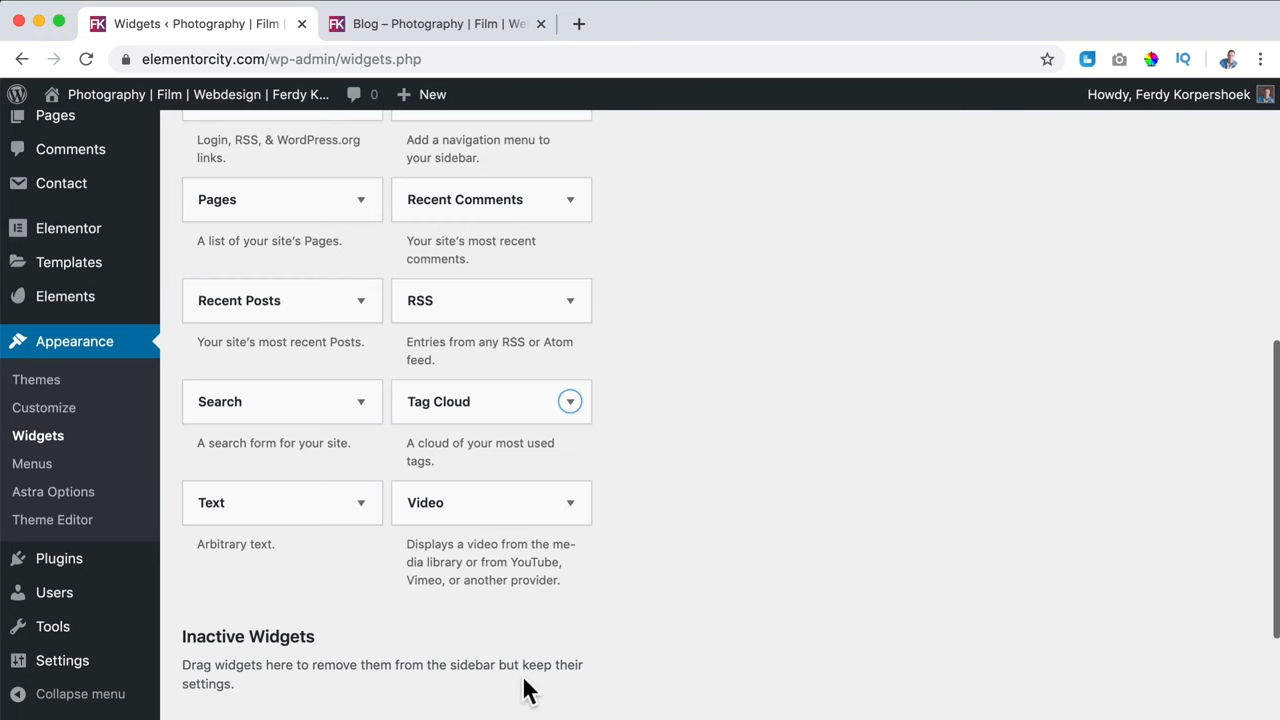 Widgets ‹ Photography | Film |
Blog – Photography | Film | We
elementorcity.com/wp-admin/widgets.php
IQ
Photography | Film | Webdesign | Ferdy K...
0
New
Howdy, Ferdy Korpershoek
Pages
Comments
Contact
Elementor
Templates
Elements
Appearance
Themes
Customize
Widgets
Menus
Astra Options
Theme Editor
Plugins
Users
Tools
Settings
Collapse menu
Login, RSS, & WordPress.org
links.
Add a navigation menu to
your sidebar.
Pages
A list of your site's Pages.
Recent Comments
Your site's most recent
comments.
Recent Posts
Your site's most recent Posts.
RSS
Entries from any RSS or Atom
feed.
Search
A search form for your site.
Tag Cloud
A cloud of your most used
tags.
Text
Arbitrary text.
Video
Displays a video from the me-
dia library or from YouTube,
Vimeo, or another provider.
Inactive Widgets
Drag widgets here to remove them from the sidebar but keep their
settings.